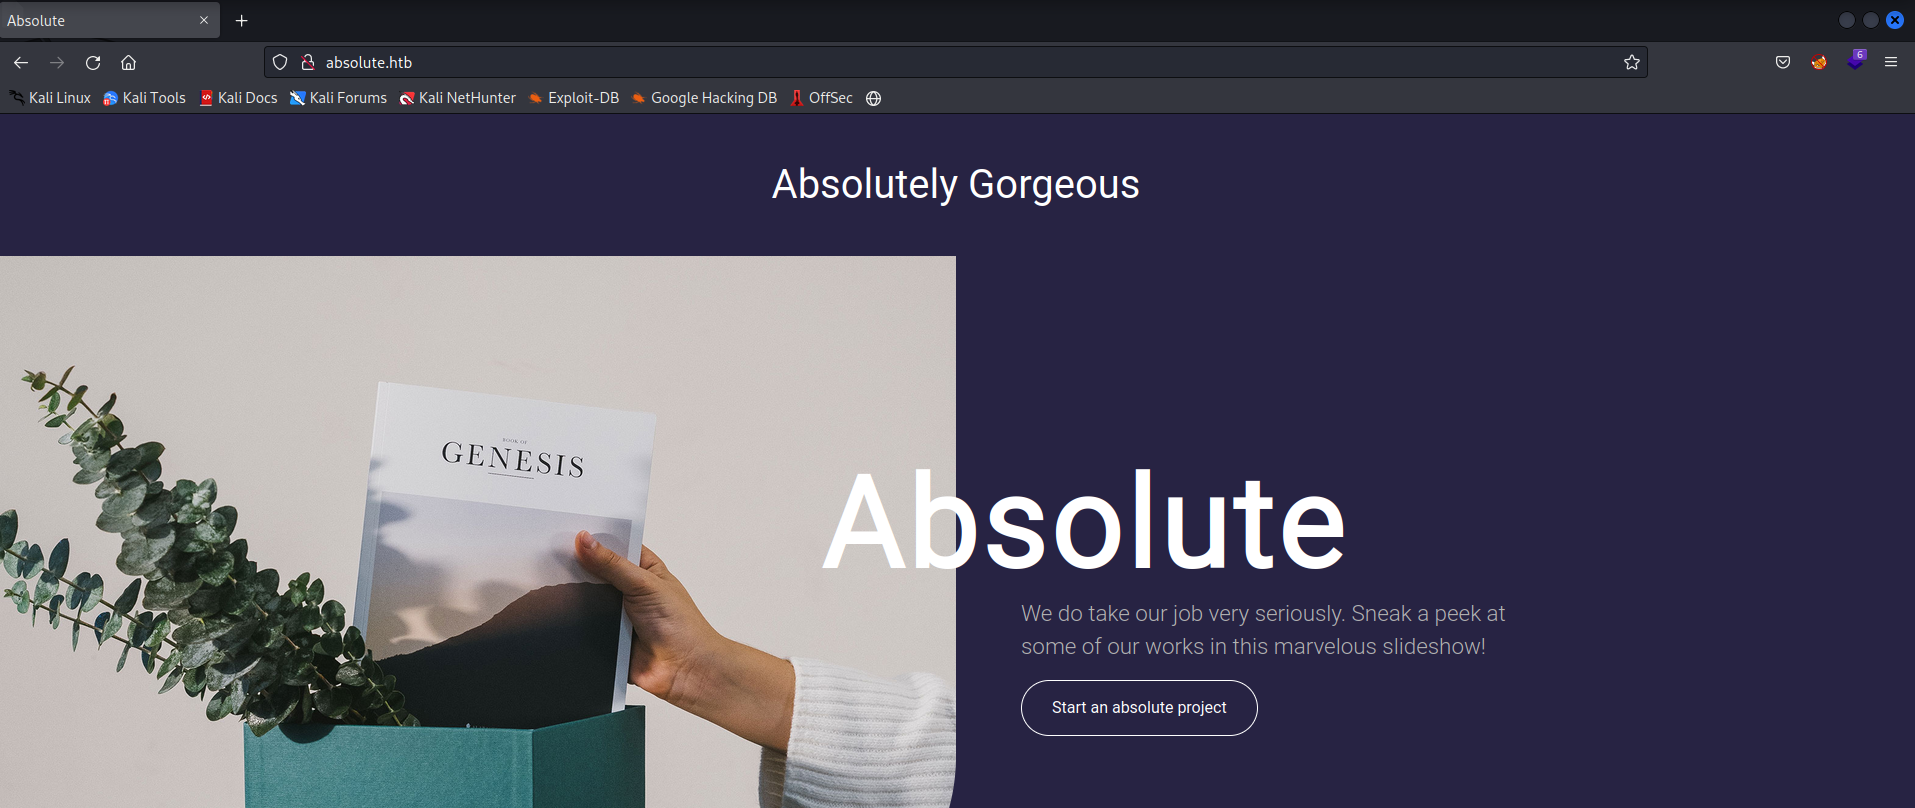 Absolute
absolute.htb
6
Kali Linux Kali Tools Kali Docs Kali Forums Kali NetHunter Exploit-DB Google Hacking DB OffSec
Absolutely Gorgeous
BOOK OF
GENESIS
Absolute
We do take our job very seriously. Sneak a peek at
some of our works in this marvelous slideshow!
Start an absolute project